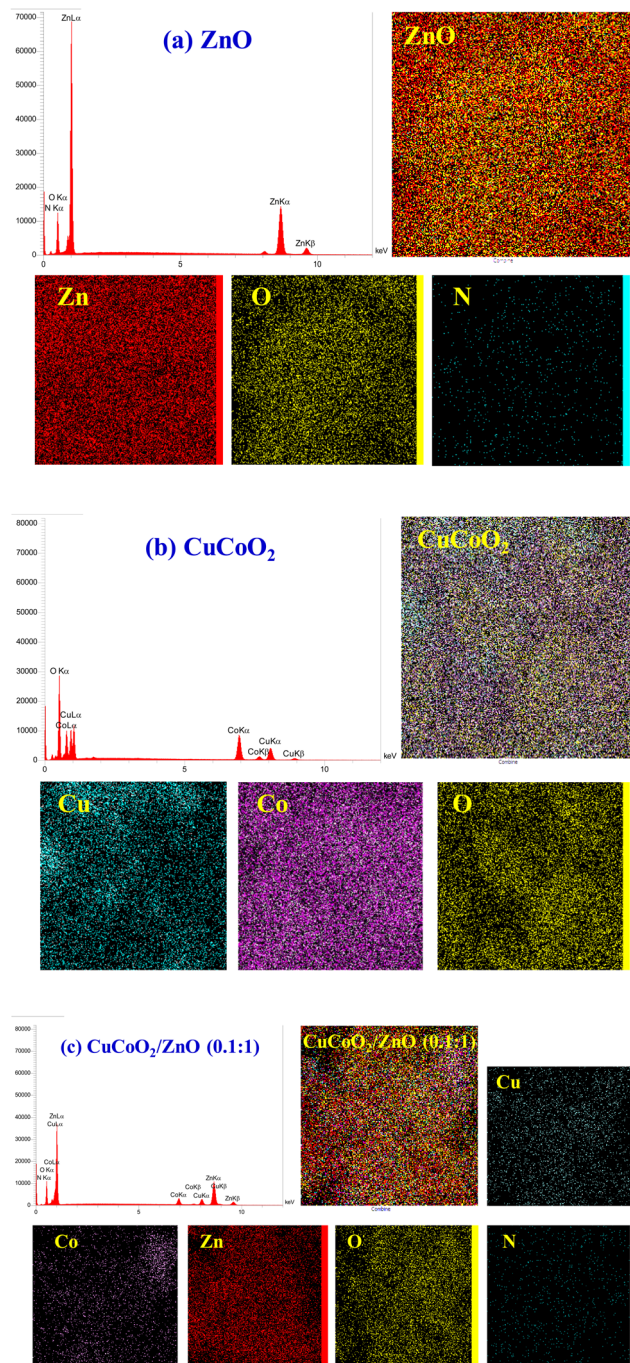 70000
60000
50000
40000
30000
20000
10000
0
ZnLα
O Kα
N Kα
ZnKα
ZnKβ
keV
0
5
10
(a) ZnO
ZnO
Combine
Zn
O
N
80000
70000
60000
50000
40000
30000
20000
10000
0
(b) CuCoO₂
O Kα
CuLα
CoLα
CoKα
CoKβ
CuKα
CuKβ
keV
0
5
10
CuCoO₂
Combine
Cu
Co
O
80000
70000
60000
50000
40000
30000
20000
10000
0
(c) CuCoO₂/ZnO (0.1:1)
ZnLα
CuLα
CoLα
O Kα
N Kα
CoKβ
CoKα
CuKα
ZnKα
CuKβ
ZnKβ
keV
0
5
10
CuCoO₂/ZnO (0.1:1)
Combine
Cu
Co
Zn
O
N